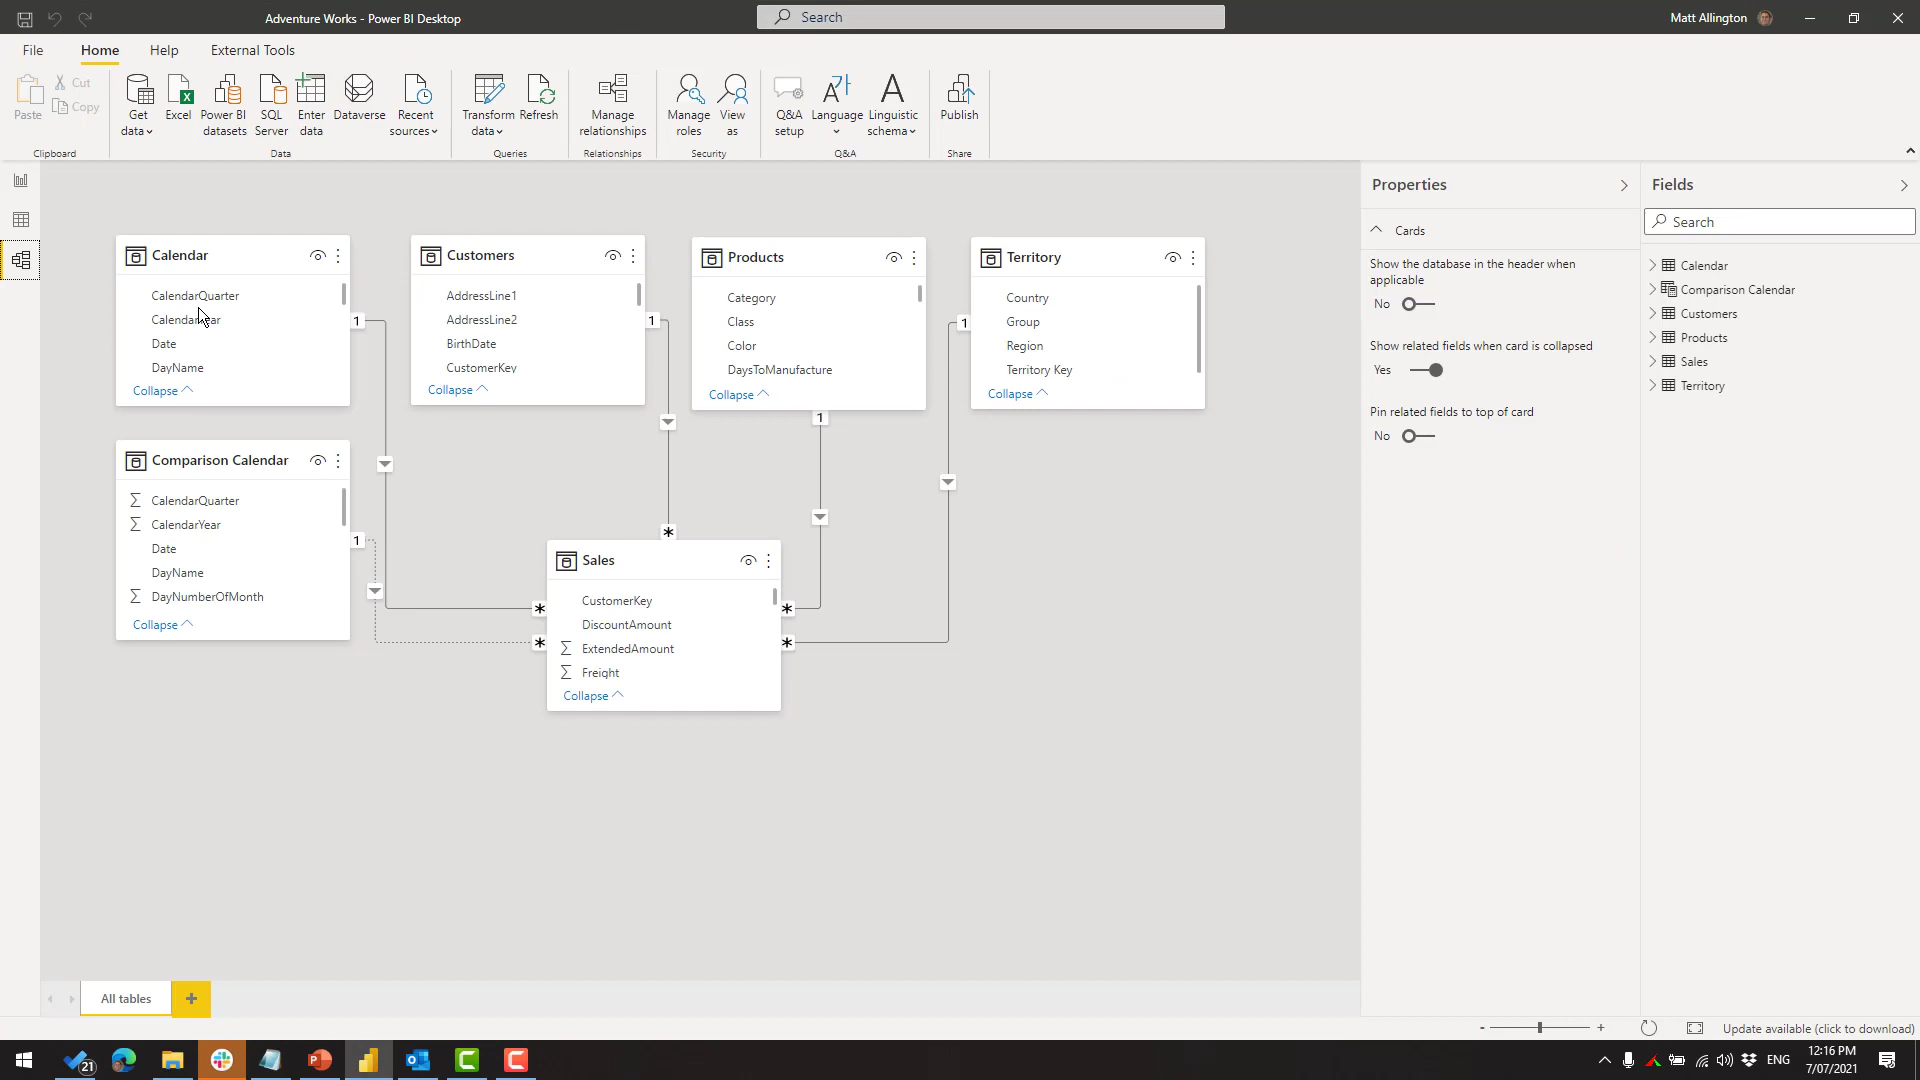 Adventure Works - Power BI Desktop
Search
Matt Allington
File
Home
Help
External Tools
Paste
Cut
Copy
Clipboard
Get data
Excel
Power BI datasets
SQL Server
Enter data
Dataverse
Recent sources
Data
Transform data
Refresh
Queries
Manage relationships
Relationships
Manage roles
View as
Security
Q&A setup
Language
Linguistic schema
Q&A
Publish
Share
Calendar
CalendarQuarter
Date
DayName
Collapse
1
Customers
AddressLine1
AddressLine2
BirthDate
CustomerKey
Collapse
1
Products
Category
Class
Color
DaysToManufacture
Collapse
1
Territory
Country
Group
Region
Territory Key
Collapse
1
Comparison Calendar
∑ CalendarQuarter
∑ CalendarYear
Date
DayName
∑ DayNumberOfMonth
Collapse
1
*
Sales
CustomerKey
DiscountAmount
∑ ExtendedAmount
∑ Freight
Collapse
*
*
*
*
Properties
Cards
Show the database in the header when
applicable
No
Show related fields when card is collapsed
Yes
Pin related fields to top of card
No
Fields
Search
Calendar
Comparison Calendar
Customers
Products
Sales
Territory
All tables
+
- +
Update available (click to download)
21
ENG
12:16 PM
7/07/2021